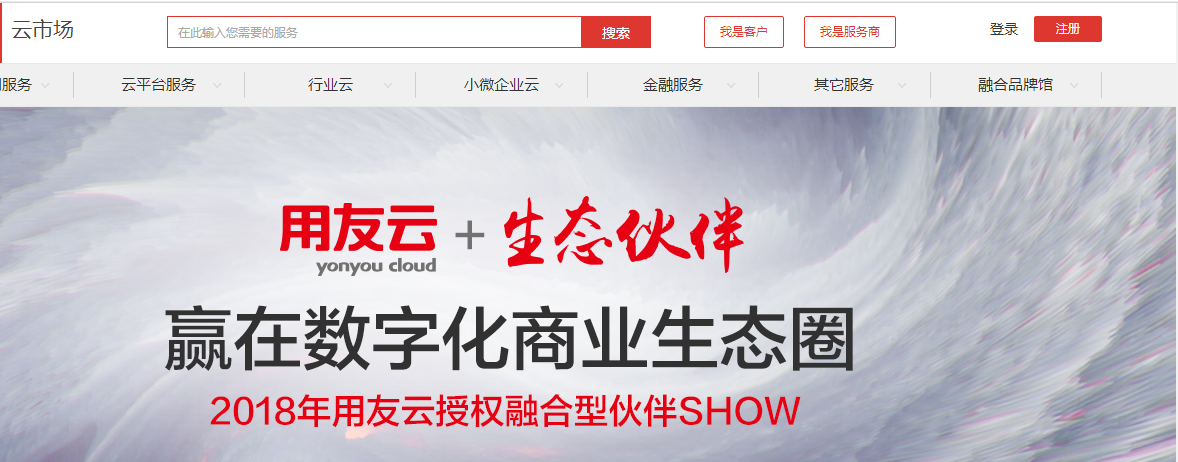 云市场
在此输入您需要的服务 搜索 我是客户 我是服务商 登录 注册
服务 云平台服务 行业云 小微企业云 金融服务 其它服务 融合品牌馆
用友云 + 生态伙伴
yonyou cloud
赢在数字化商业生态圈
2018年用友云授权融合型伙伴SHOW